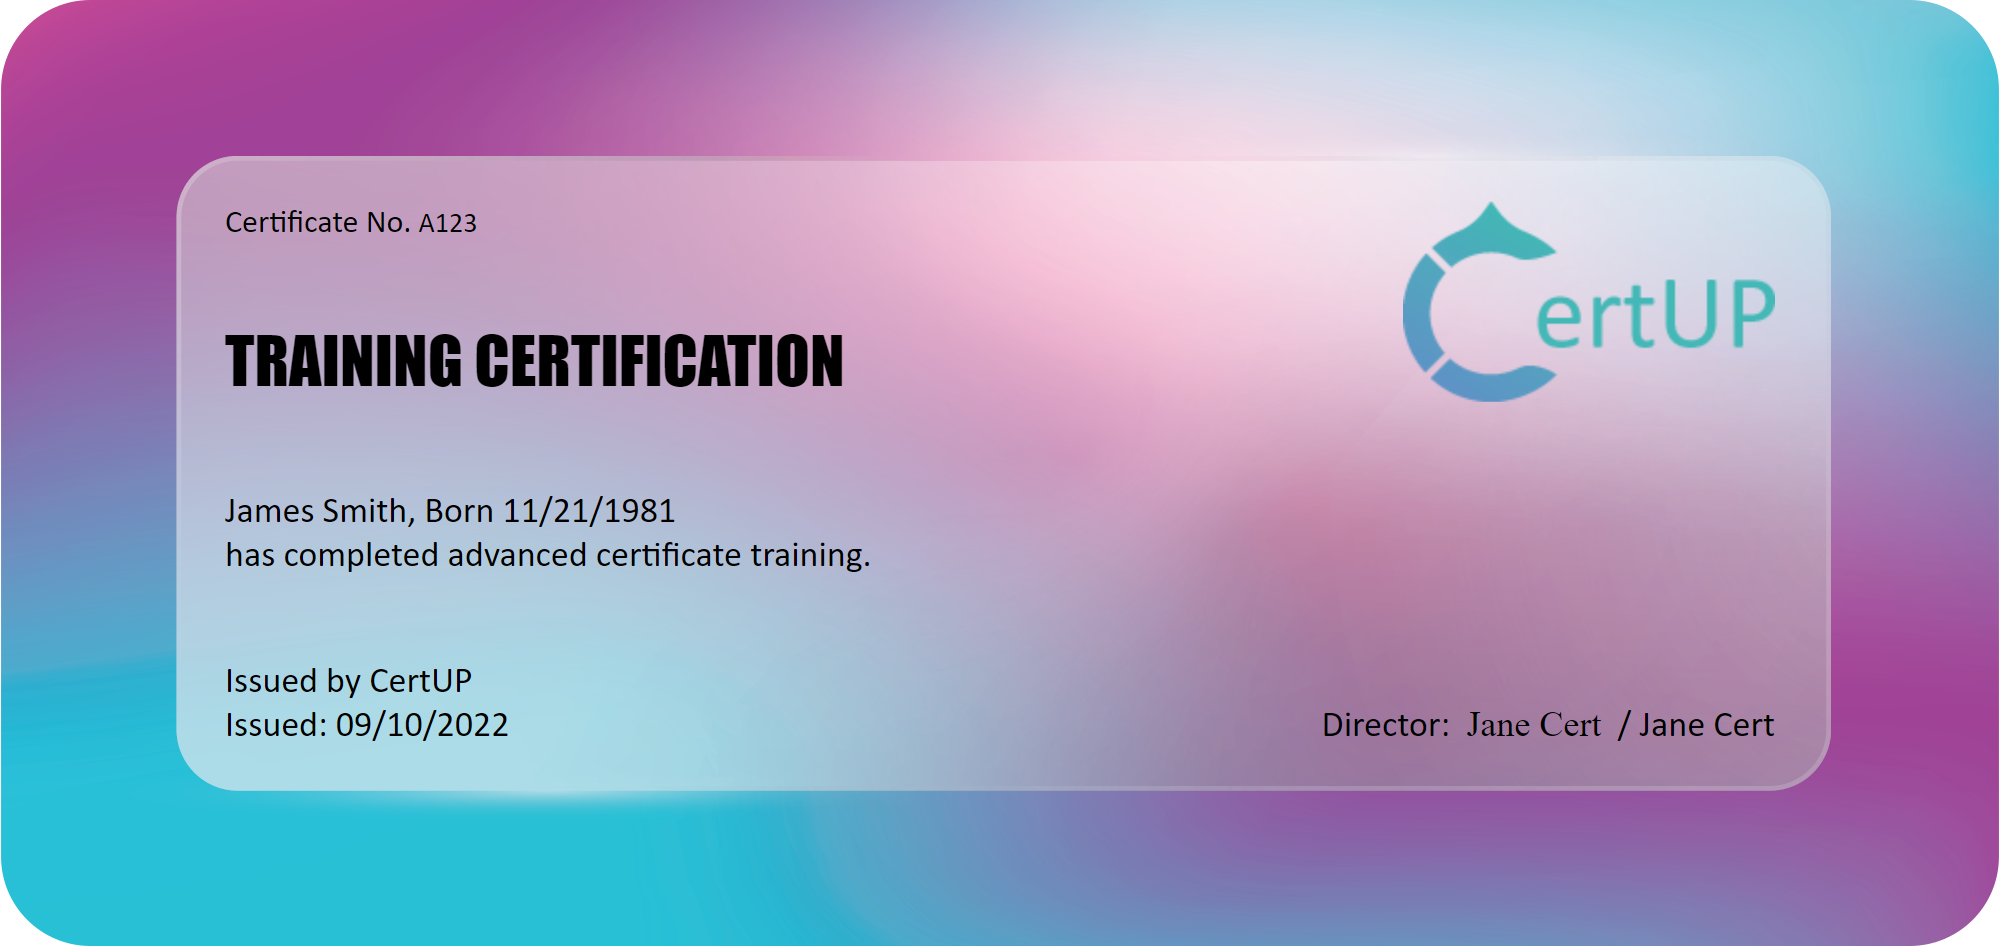 Certificate No. A123
CertUP
TRAINING CERTIFICATION
James Smith, Born 11/21/1981
has completed advanced certificate training.
Issued by CertUP
Issued: 09/10/2022
Director: Jane Cert / Jane Cert